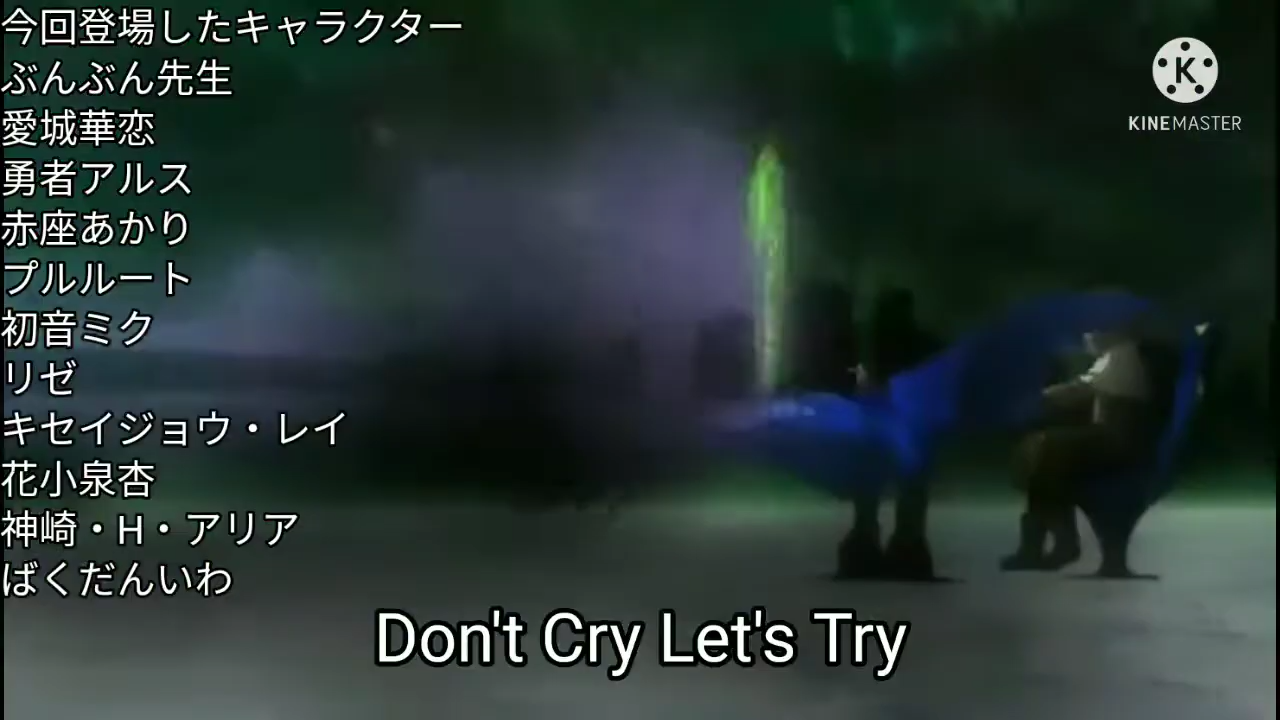 今回登場したキャラクター
ぶんぶん先生
愛城華恋
勇者アルス
赤座あかり
プルルート
初音ミク
リゼ
キセイジョウ・レイ
花小泉杏
神崎・H・アリア
ばくだんいわ
KINEMASTER
Don't Cry Let's Try